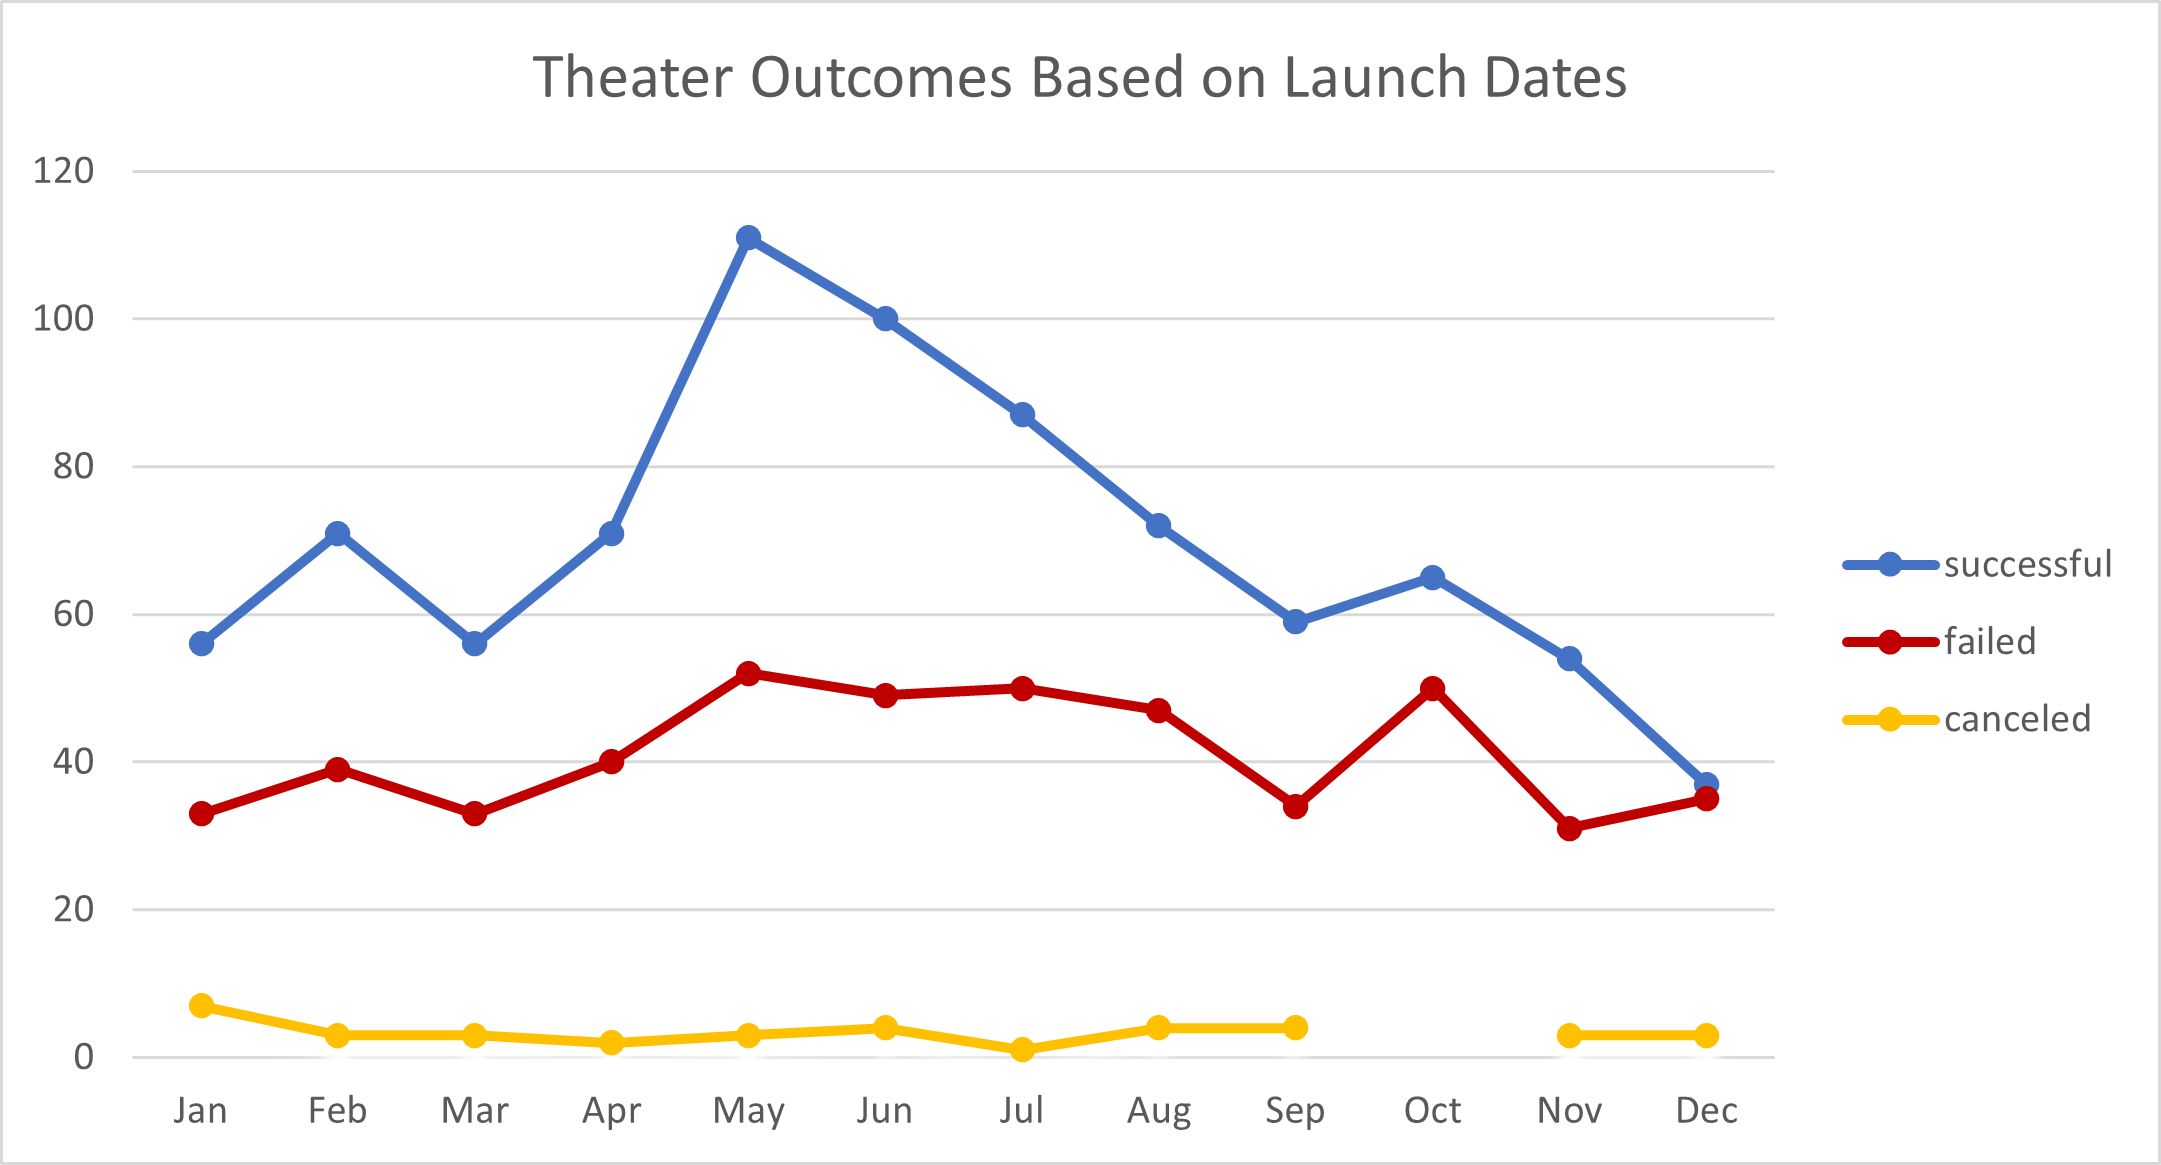 Theater Outcomes Based on Launch Dates
120
100
80
60
40
20
0
Jan Feb Mar Apr May Jun Jul Aug Sep Oct Nov Dec
successful
failed
canceled